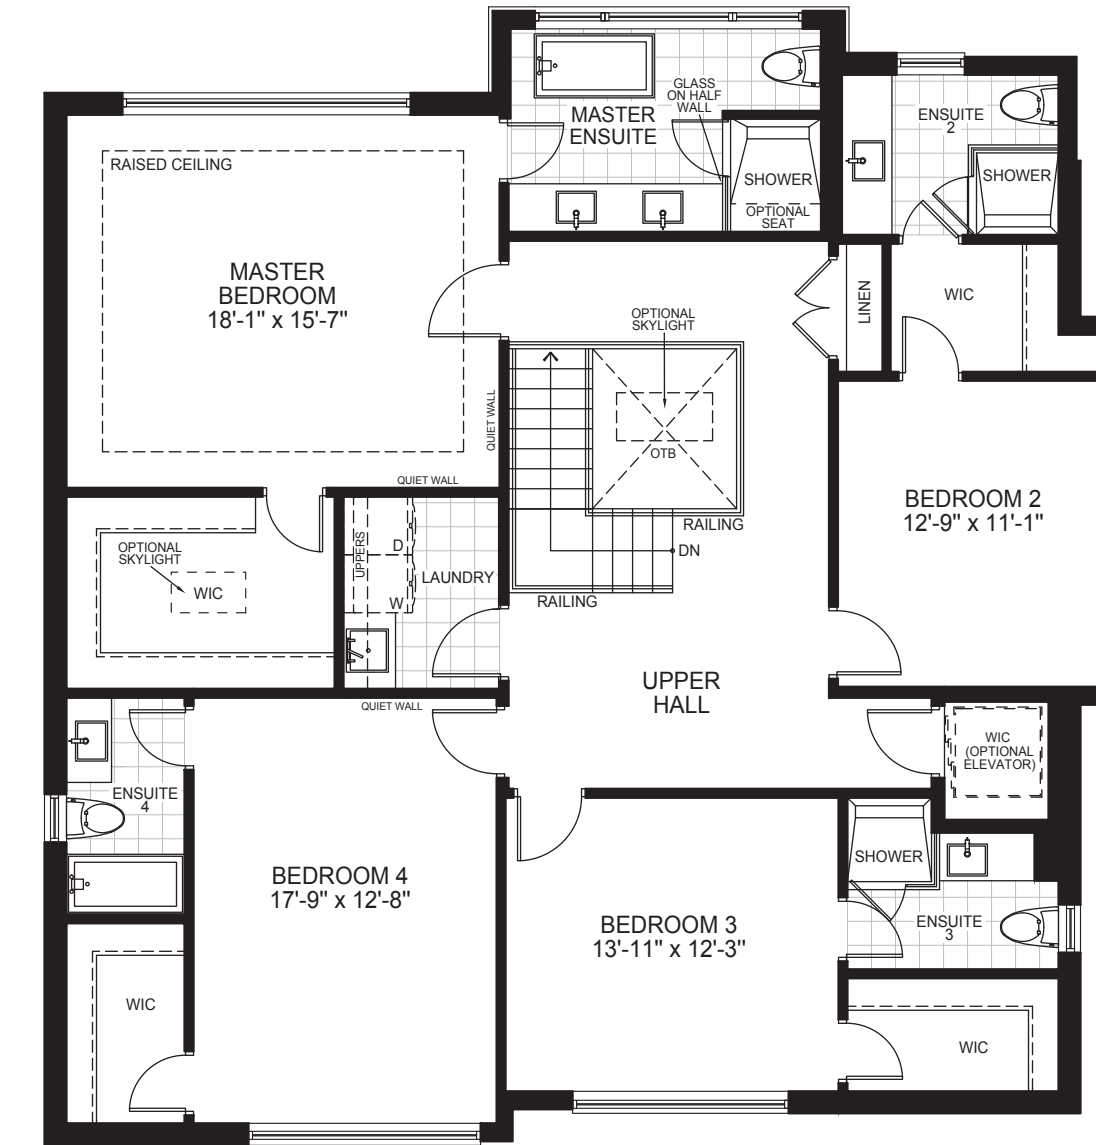 GLASS
ON HALF
WALL
MASTER
ENSUITE
ENSUITE
2
RAISED CEILING
SHOWER
OPTIONAL
SEAT
SHOWER
MASTER
BEDROOM
18'-1" x 15'-7"
LINEN
WIC
OPTIONAL
SKYLIGHT
QUIET WALL
OTB
QUIET WALL
BEDROOM 2
12'-9" x 11'-1"
RAILING
DN
OPTIONAL
SKYLIGHT
WIC
UPPERS
D
W
LAUNDRY
RAILING
UPPER
HALL
QUIET WALL
WIC
(OPTIONAL
ELEVATOR)
ENSUITE
4
BEDROOM 4
17'-9" x 12'-8"
SHOWER
BEDROOM 3
13'-11" x 12'-3"
ENSUITE
3
WIC
WIC